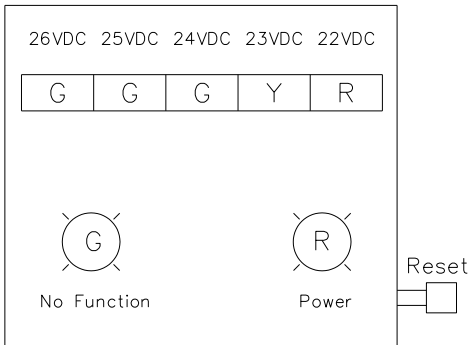 26VDC 25VDC 24VDC 23VDC 22VDC
G G G Y R
G R
Reset
No Function Power